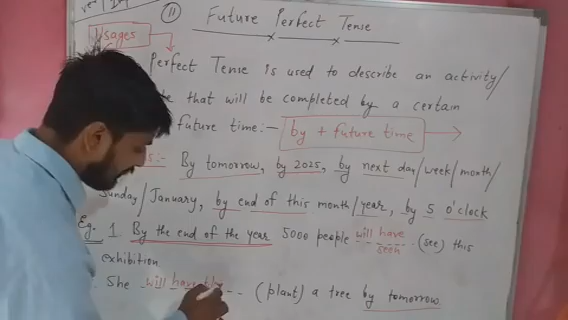 11 Future Perfect Tense
Usages
Perfect Tense is used to describe an activity/
that will be completed by a certain
future time:- by + future time
:- By tomorrow, by 2025, by next day/week/month/
Sunday/January, by end of this month/year, by 5 o'clock
Eg. 1. By the end of the year 5000 people will have seen (see) this
exhibition
She will have (plant) a tree by tomorrow.